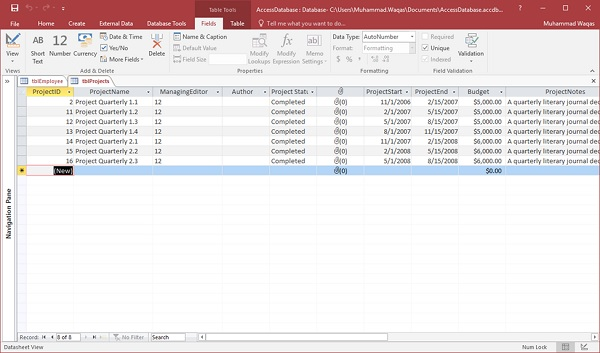 Table Tools
AccessDatabase : Database- C:\Users\Muhammad.Waqas\Documents\AccessDatabase.accdb...
Muhammad Waqas
File Home Create External Data Database Tools Fields Table Tell me what you want to do...
View Short Text Number Currency Date & Time Yes/No More Fields Delete
Name & Caption Default Value Field Size Modify Lookups Modify Expression Memo Settings
Data Type: AutoNumber Format: Formatting Required Unique Indexed Validation
Views Add & Delete Properties Formatting Field Validation
tblEmployee tblProjects
ProjectID ProjectName ManagingEditor Author Project Statu ProjectStart ProjectEnd Budget ProjectNotes
2 Project Quarterly 1.1 12 Completed (0) 11/1/2006 2/15/2007 $5,000.00 A quarterly literary journal dec
11 Project Quarterly 1.2 12 Completed (0) 2/1/2007 5/15/2007 $5,000.00 A quarterly literary journal dec
12 Project Quarterly 1.3 12 Completed (0) 5/1/2007 8/15/2007 $5,000.00 A quarterly literary journal dec
13 Project Quarterly 1.4 12 Completed (0) 8/1/2007 11/15/2007 $5,000.00 A quarterly literary journal dec
14 Project Quarterly 2.1 12 Completed (0) 11/1/2007 2/15/2008 $6,000.00 A quarterly literary journal dec
15 Project Quarterly 2.2 12 Completed (0) 2/1/2008 5/15/2008 $6,000.00 A quarterly literary journal dec
16 Project Quarterly 2.3 12 Completed (0) 5/1/2008 8/15/2008 $6,000.00 A quarterly literary journal dec
(New) (0) $0.00
Navigation Pane
Record: 8 of 8 No Filter Search
Datasheet View Num Lock